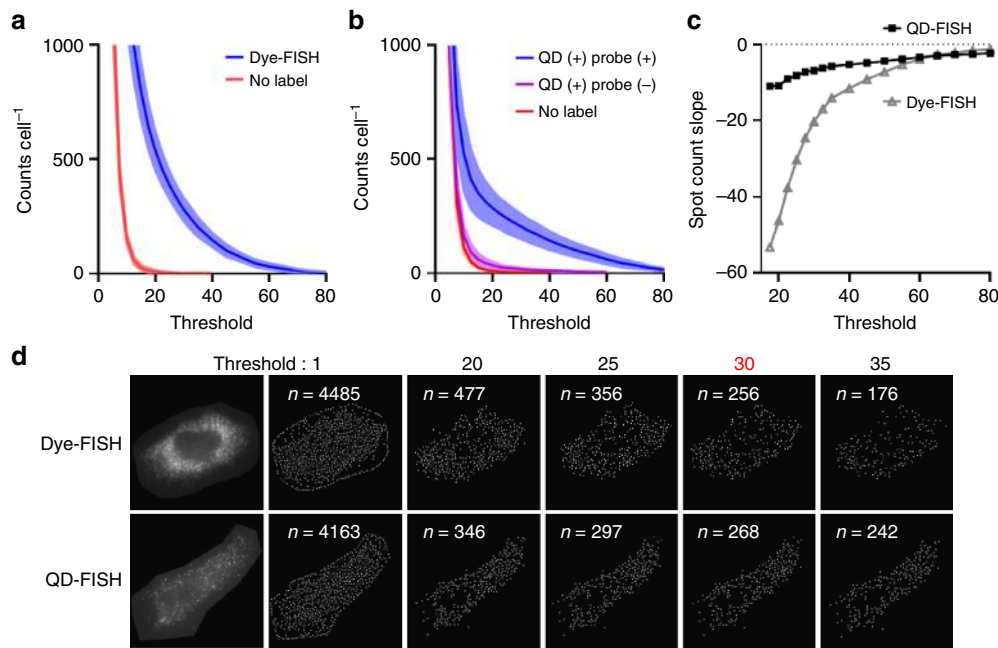 a
1000
500
0
Counts cell⁻¹
Dye-FISH
No label
0 20 40 60 80
Threshold
b
1000
500
0
Counts cell⁻¹
QD (+) probe (+)
QD (+) probe (–)
No label
0 20 40 60 80
Threshold
c
QD-FISH
Dye-FISH
0
–20
–40
–60
Spot count slope
20 40 60 80
Threshold
d
Threshold : 1 20 25 30 35
Dye-FISH
n = 4485 n = 477 n = 356 n = 256 n = 176
QD-FISH
n = 4163 n = 346 n = 297 n = 268 n = 242